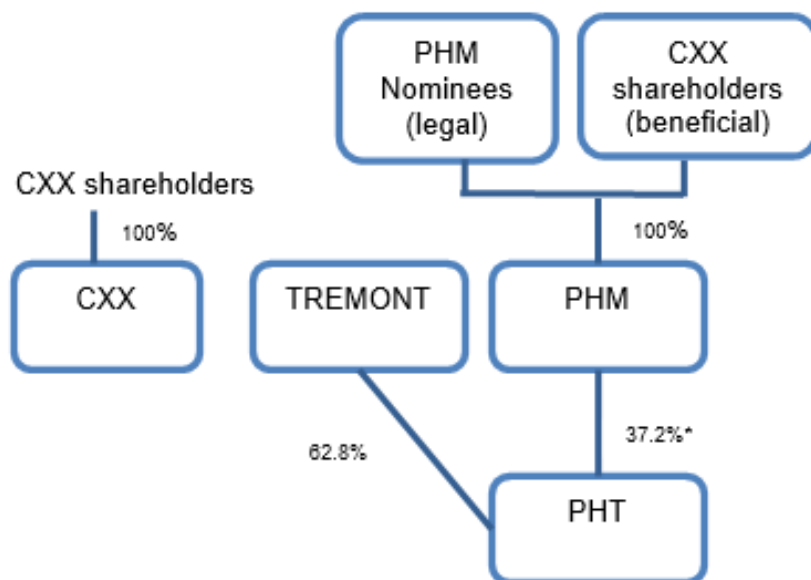 PHM
Nominees
(legal)
CXX
shareholders
(beneficial)
CXX shareholders
100%
100%
CXX
TREMONT
PHM
62.8%
37.2%*
PHT